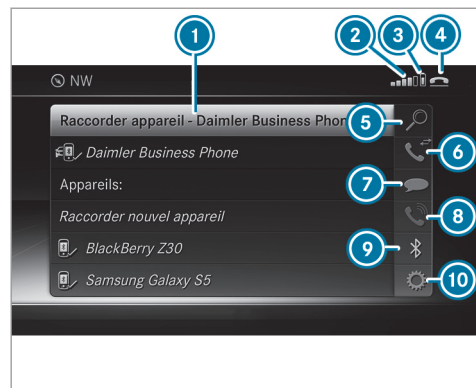 1
2
3
4
NW
Raccorder appareil - Daimler Business Phon
5
Daimler Business Phone
6
Appareils:
7
Raccorder nouvel appareil
8
BlackBerry Z30
9
Samsung Galaxy S5
10